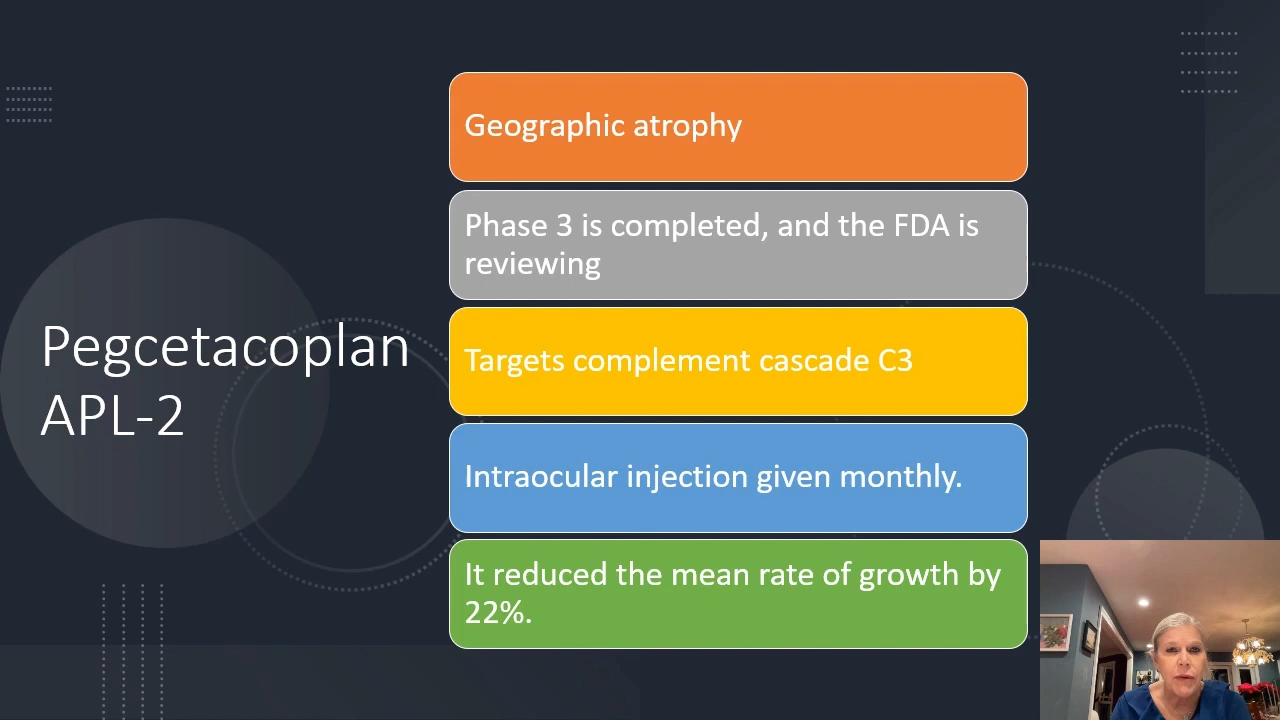 Pegcetacoplan
APL-2
Geographic atrophy
Phase 3 is completed, and the FDA is
reviewing
Targets complement cascade C3
Intraocular injection given monthly.
It reduced the mean rate of growth by
22%.